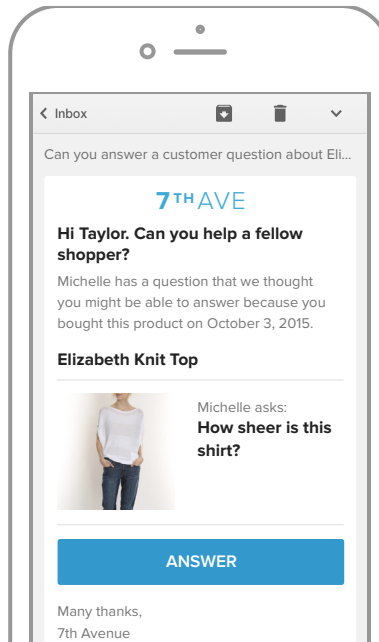 Inbox
Can you answer a customer question about Eli...
7TH AVE
Hi Taylor. Can you help a fellow
shopper?
Michelle has a question that we thought
you might be able to answer because you
bought this product on October 3, 2015.
Elizabeth Knit Top
Michelle asks:
How sheer is this
shirt?
ANSWER
Many thanks,
7th Avenue